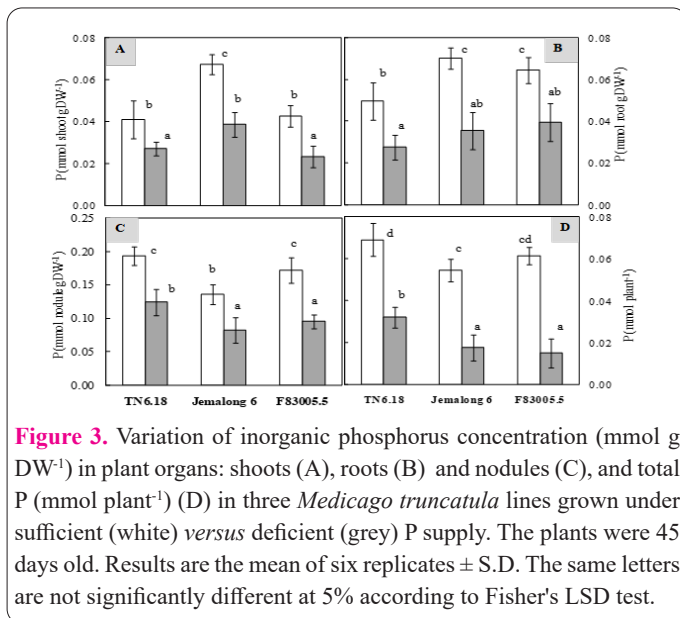 A
B
0.08
0.06
0.04
0.02
0.00
P (mmol shoot gDW⁻¹)
b
a
c
b
b
a
b
a
c
ab
c
ab
0.08
0.06
0.04
0.02
0.00
P (mmol root gDW⁻¹)
C
D
0.25
0.20
0.15
0.10
0.05
0.00
P (mmol nodule gDW⁻¹)
c
b
b
a
c
a
d
b
c
a
cd
a
0.08
0.06
0.04
0.02
0.00
P (mmol plant⁻¹)
TN6.18 Jemalong 6 F83005.5
TN6.18 Jemalong 6 F83005.5
Figure 3. Variation of inorganic phosphorus concentration (mmol g
DW⁻¹) in plant organs: shoots (A), roots (B) and nodules (C), and total
P (mmol plant⁻¹) (D) in three Medicago truncatula lines grown under
sufficient (white) versus deficient (grey) P supply. The plants were 45
days old. Results are the mean of six replicates ± S.D. The same letters
are not significantly different at 5% according to Fisher's LSD test.